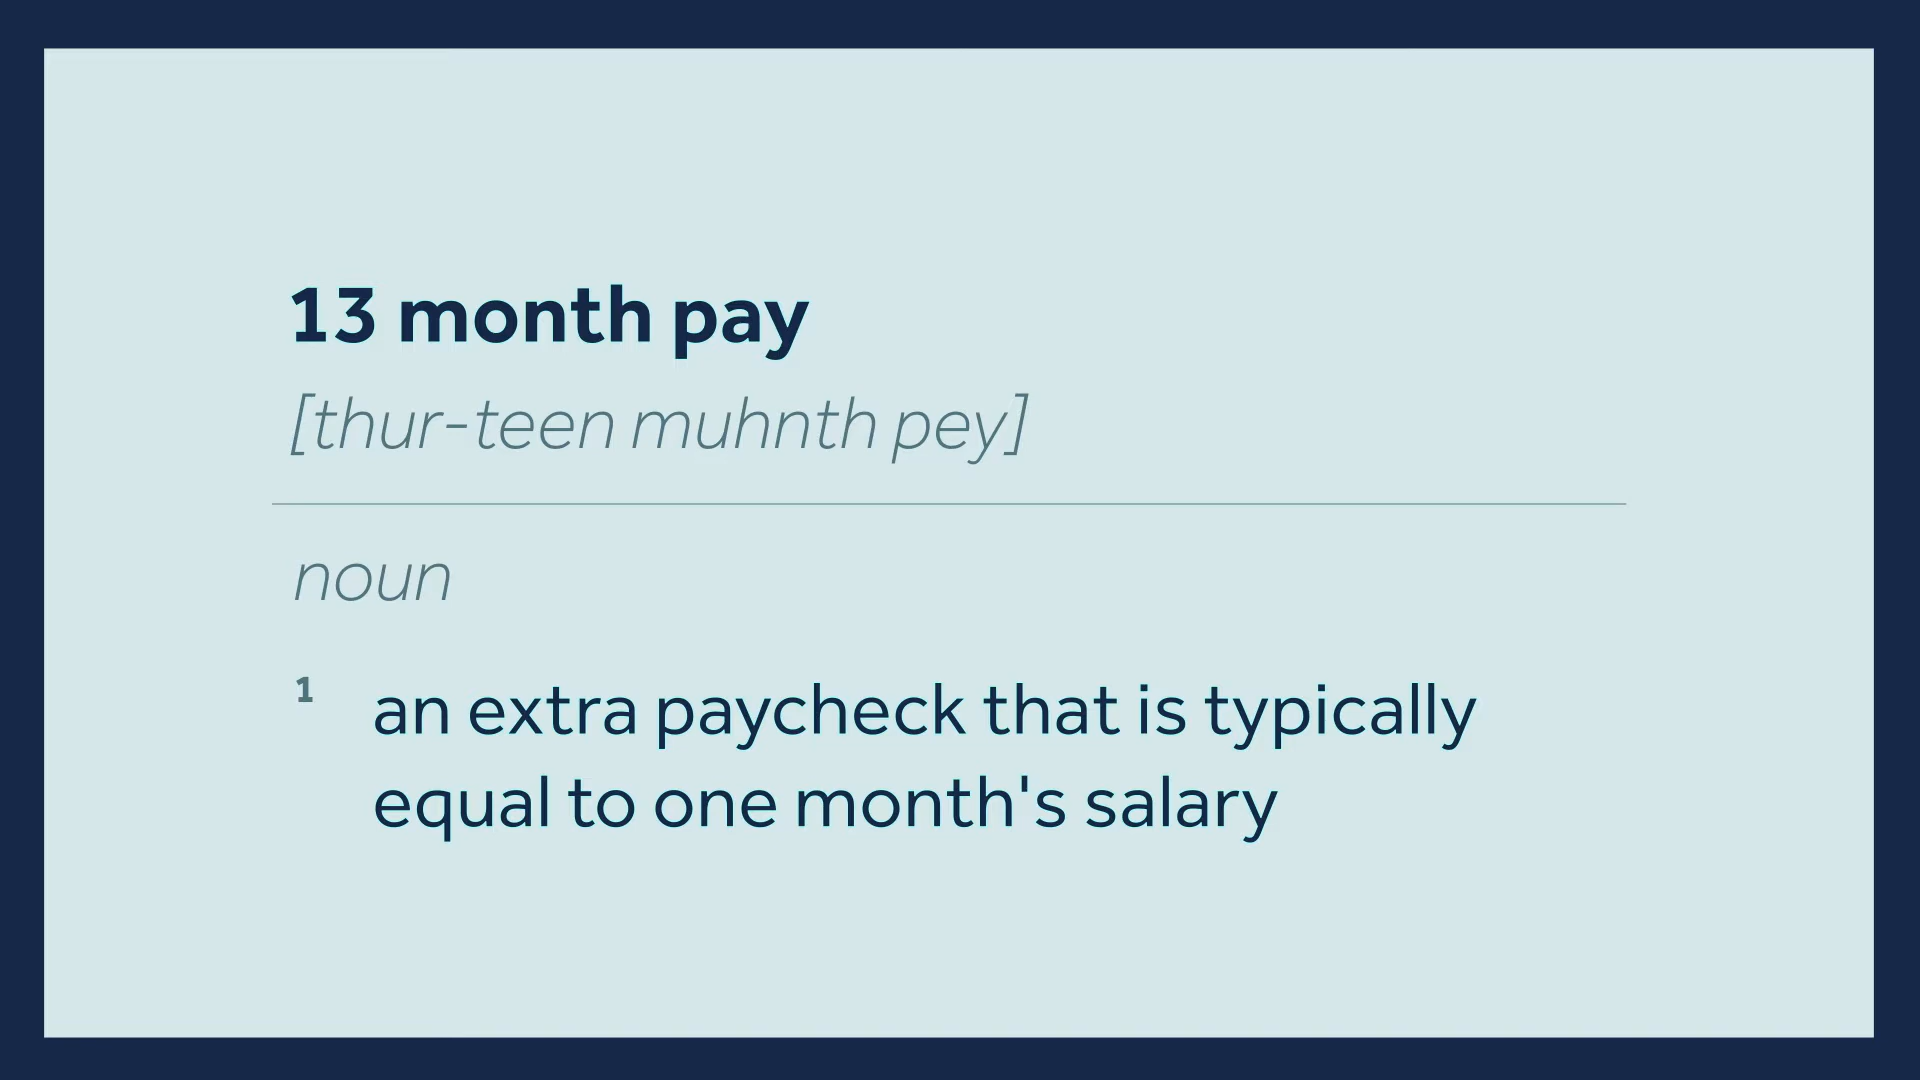 13 month pay
[thur-teen muhnth pey]
noun
1 an extra paycheck that is typically
equal to one month's salary